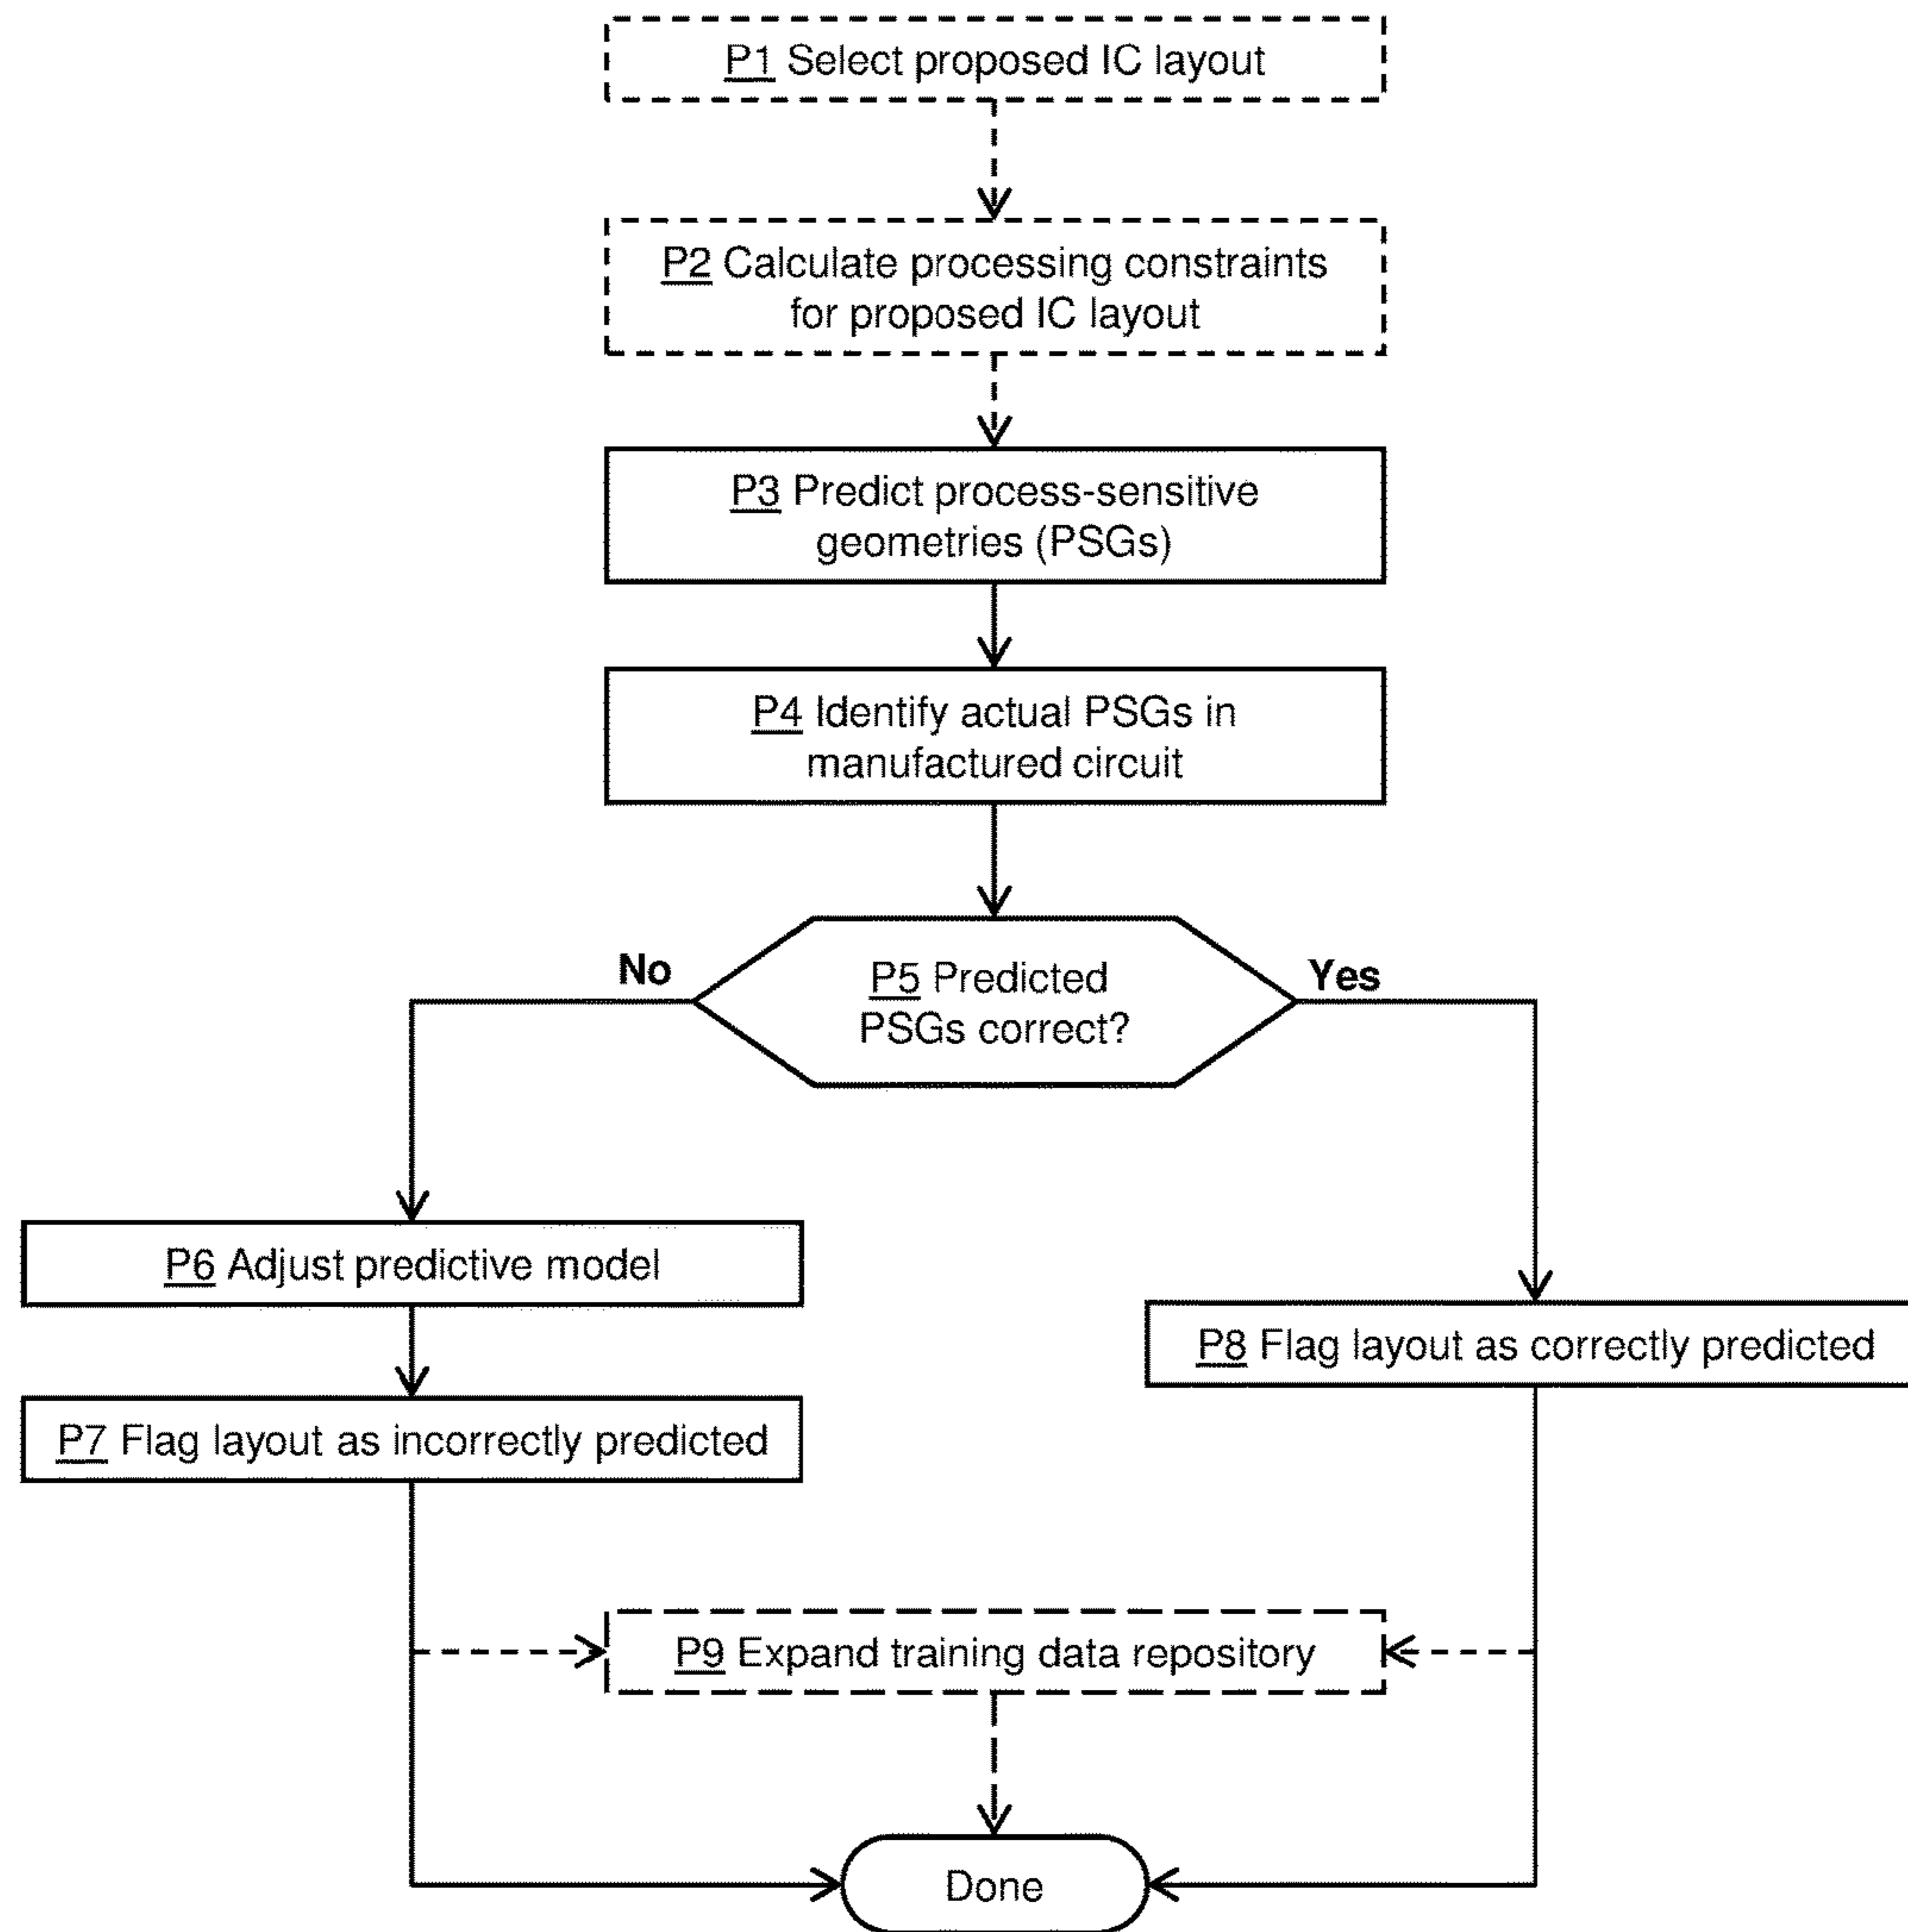 P1 Select proposed IC layout
P2 Calculate processing constraints
for proposed IC layout
P3 Predict process-sensitive
geometries (PSGs)
P4 Identify actual PSGs in
manufactured circuit
No
P5 Predicted
PSGs correct?
Yes
P6 Adjust predictive model
P8 Flag layout as correctly predicted
P7 Flag layout as incorrectly predicted
P9 Expand training data repository
Done